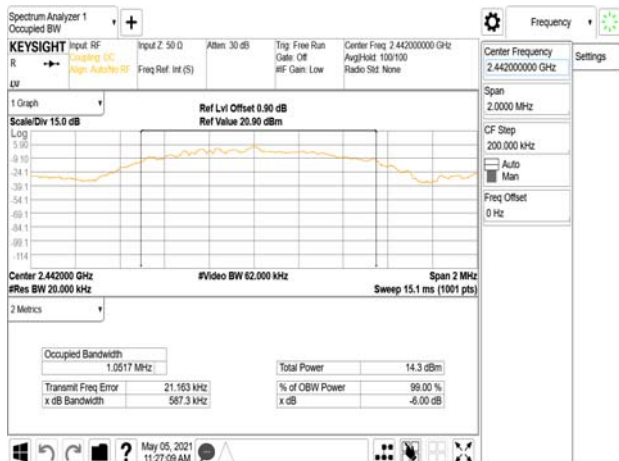 Spectrum Analyzer 1
Occupied BW
Frequency
KEYSIGHT
Input: RF
Input Z: 50 Ω
Atten: 30 dB
Trig: Free Run
Center Freq: 2.442000000 GHz
R
Coupling: DC
Gate: Off
Avg|Hold: 100/100
Align: Auto/No RF
Freq Ref: Int (S)
#IF Gain: Low
Radio Std: None
Center Frequency
2.442000000 GHz
Settings
Span
2.0000 MHz
CF Step
200.000 kHz
Auto
Man
Freq Offset
0 Hz
1 Graph
Ref Lvl Offset 0.90 dB
Scale/Div 15.0 dB
Ref Value 20.90 dBm
Log
5.90
-9.10
-24.1
-39.1
-54.1
-69.1
-84.1
-99.1
-114
Center 2.442000 GHz
#Video BW 62.000 kHz
Span 2 MHz
#Res BW 20.000 kHz
Sweep 15.1 ms (1001 pts)
2 Metrics
Occupied Bandwidth
1.0517 MHz
Total Power
14.3 dBm
Transmit Freq Error
21.163 kHz
% of OBW Power
99.00 %
x dB Bandwidth
587.3 kHz
x dB
-6.00 dB
?
May 05, 2021
11:27:09 AM